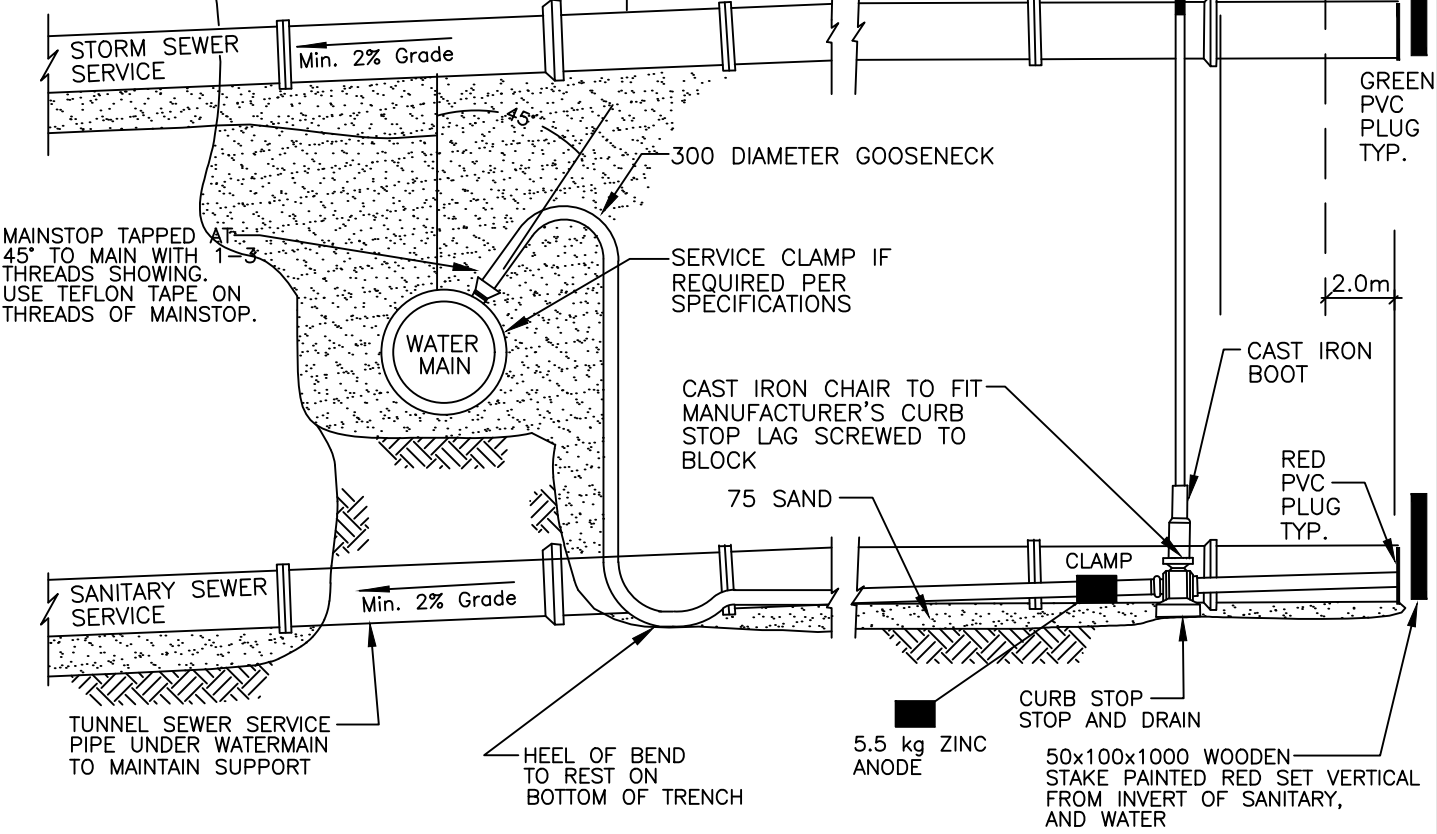 STORM SEWER
SERVICE
Min. 2% Grade
GREEN
PVC
PLUG
TYP.
45°
300 DIAMETER GOOSENECK
MAINSTOP TAPPED AT
45° TO MAIN WITH 1-3
THREADS SHOWING.
USE TEFLON TAPE ON
THREADS OF MAINSTOP.
SERVICE CLAMP IF
REQUIRED PER
SPECIFICATIONS
2.0m
WATER
MAIN
CAST IRON
BOOT
CAST IRON CHAIR TO FIT
MANUFACTURER'S CURB
STOP LAG SCREWED TO
BLOCK
RED
PVC
PLUG
TYP.
75 SAND
CLAMP
SANITARY SEWER
SERVICE
Min. 2% Grade
TUNNEL SEWER SERVICE
PIPE UNDER WATERMAIN
TO MAINTAIN SUPPORT
HEEL OF BEND
TO REST ON
BOTTOM OF TRENCH
5.5 kg ZINC
ANODE
CURB STOP
STOP AND DRAIN
50x100x1000 WOODEN
STAKE PAINTED RED SET VERTICAL
FROM INVERT OF SANITARY,
AND WATER